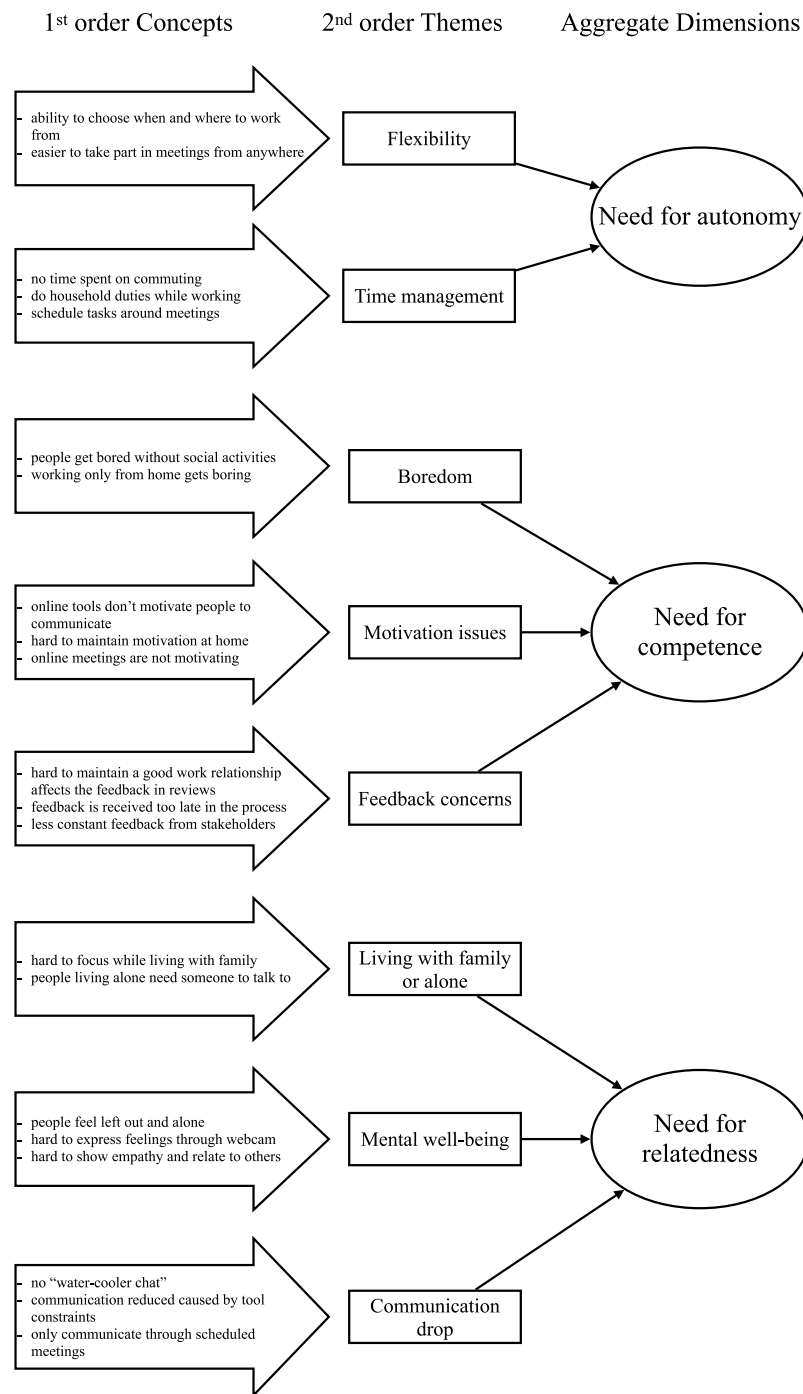 1st order Concepts
2nd order Themes
Aggregate Dimensions
- ability to choose when and where to work
from
- easier to take part in meetings from anywhere
Flexibility
Need for autonomy
- no time spent on commuting
- do household duties while working
- schedule tasks around meetings
Time management
- people get bored without social activities
- working only from home gets boring
Boredom
- online tools don’t motivate people to
communicate
- hard to maintain motivation at home
- online meetings are not motivating
Motivation issues
Need for
competence
- hard to maintain a good work relationship
affects the feedback in reviews
- feedback is received too late in the process
- less constant feedback from stakeholders
Feedback concerns
- hard to focus while living with family
- people living alone need someone to talk to
Living with family
or alone
- people feel left out and alone
- hard to express feelings through webcam
- hard to show empathy and relate to others
Mental well-being
Need for
relatedness
- no “water-cooler chat”
- communication reduced caused by tool
constraints
- only communicate through scheduled
meetings
Communication
drop